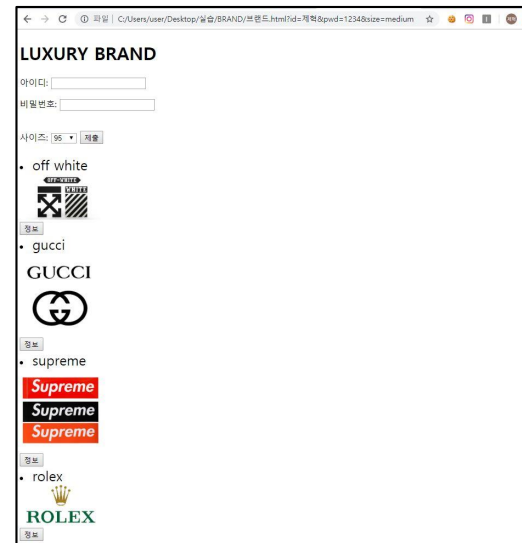 파일 | C:/Users/user/Desktop/실습/BRAND/브랜드.html?id=제혁&pwd=1234&size=medium
LUXURY BRAND
아이디:
비밀번호:
사이즈: 95 제출
• off white
OFF-WHITE
WHITE
정보
• gucci
GUCCI
정보
• supreme
Supreme
Supreme
Supreme
정보
• rolex
ROLEX
정보